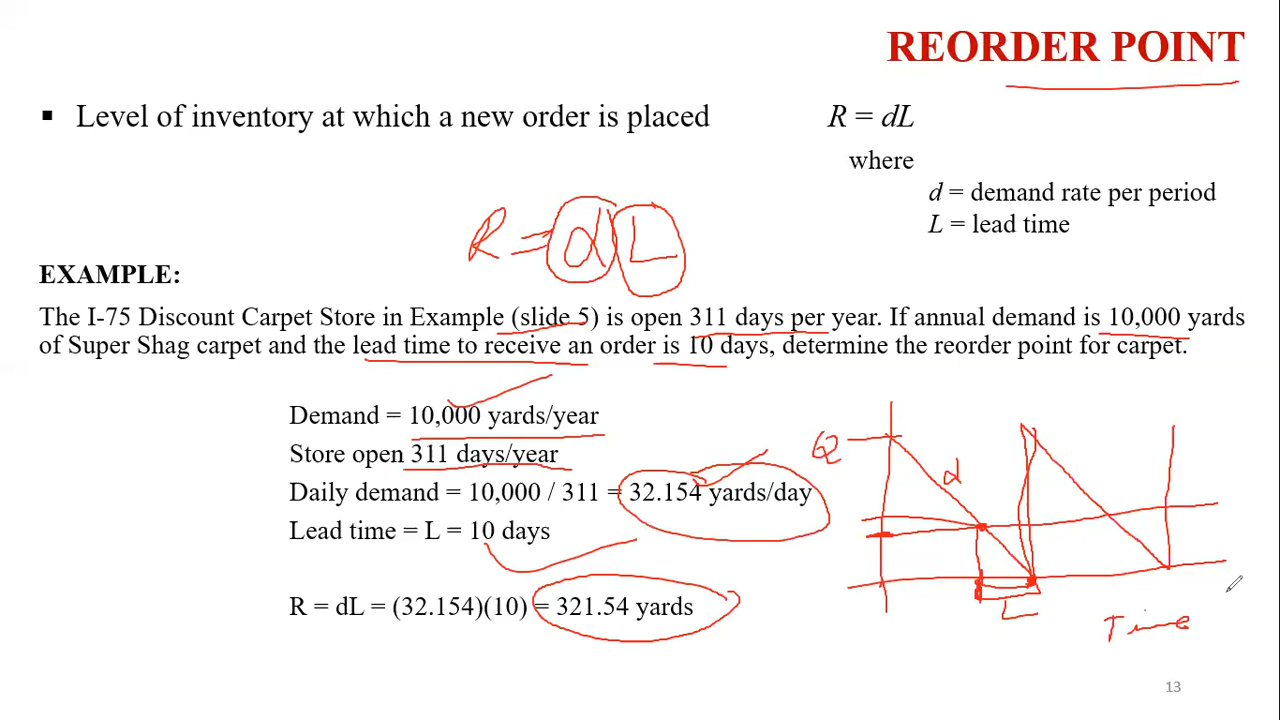 REORDER POINT
▪ Level of inventory at which a new order is placed
R = dL
where
d = demand rate per period
L = lead time
R = dL
EXAMPLE:
The I-75 Discount Carpet Store in Example (slide 5) is open 311 days per year. If annual demand is 10,000 yards
of Super Shag carpet and the lead time to receive an order is 10 days, determine the reorder point for carpet.
Demand = 10,000 yards/year
Store open 311 days/year
Daily demand = 10,000 / 311 = 32.154 yards/day
Lead time = L = 10 days
R = dL = (32.154)(10) = 321.54 yards
Q
d
L
Time
13